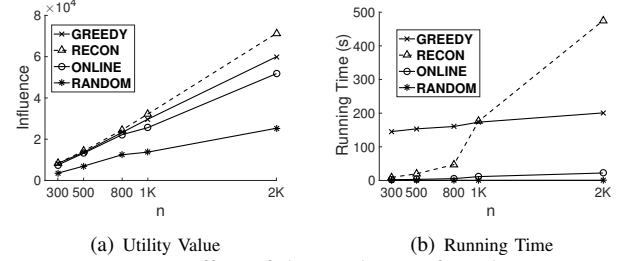 8 ×10⁴
6
4
2
0
Influence
GREEDY
RECON
ONLINE
RANDOM
300 500 800 1K 2K
n
(a) Utility Value
500
400
300
200
100
0
Running Time (s)
GREEDY
RECON
ONLINE
RANDOM
300 500 800 1K 2K
n
(b) Running Time